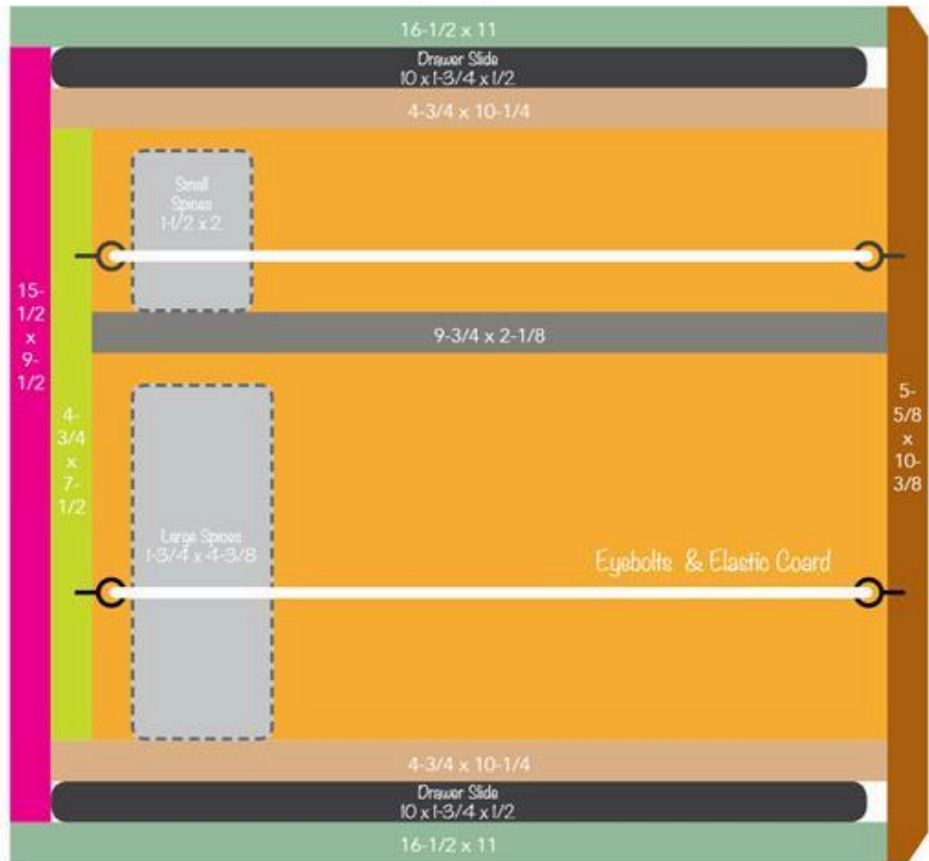 16-1/2 x 11
Drawer Slide
10 x 1-3/4 x 1/2
4-3/4 x 10-1/4
Small
Spices
1-1/2 x 2
15-
1/2
x
9-
1/2
9-3/4 x 2-1/8
4-
3/4
x
7-
1/2
5-
5/8
x
10-
3/8
Large Spices
1-3/4 x 4-3/8
Eyebolts & Elastic Coard
4-3/4 x 10-1/4
Drawer Slide
10 x 1-3/4 x 1/2
16-1/2 x 11